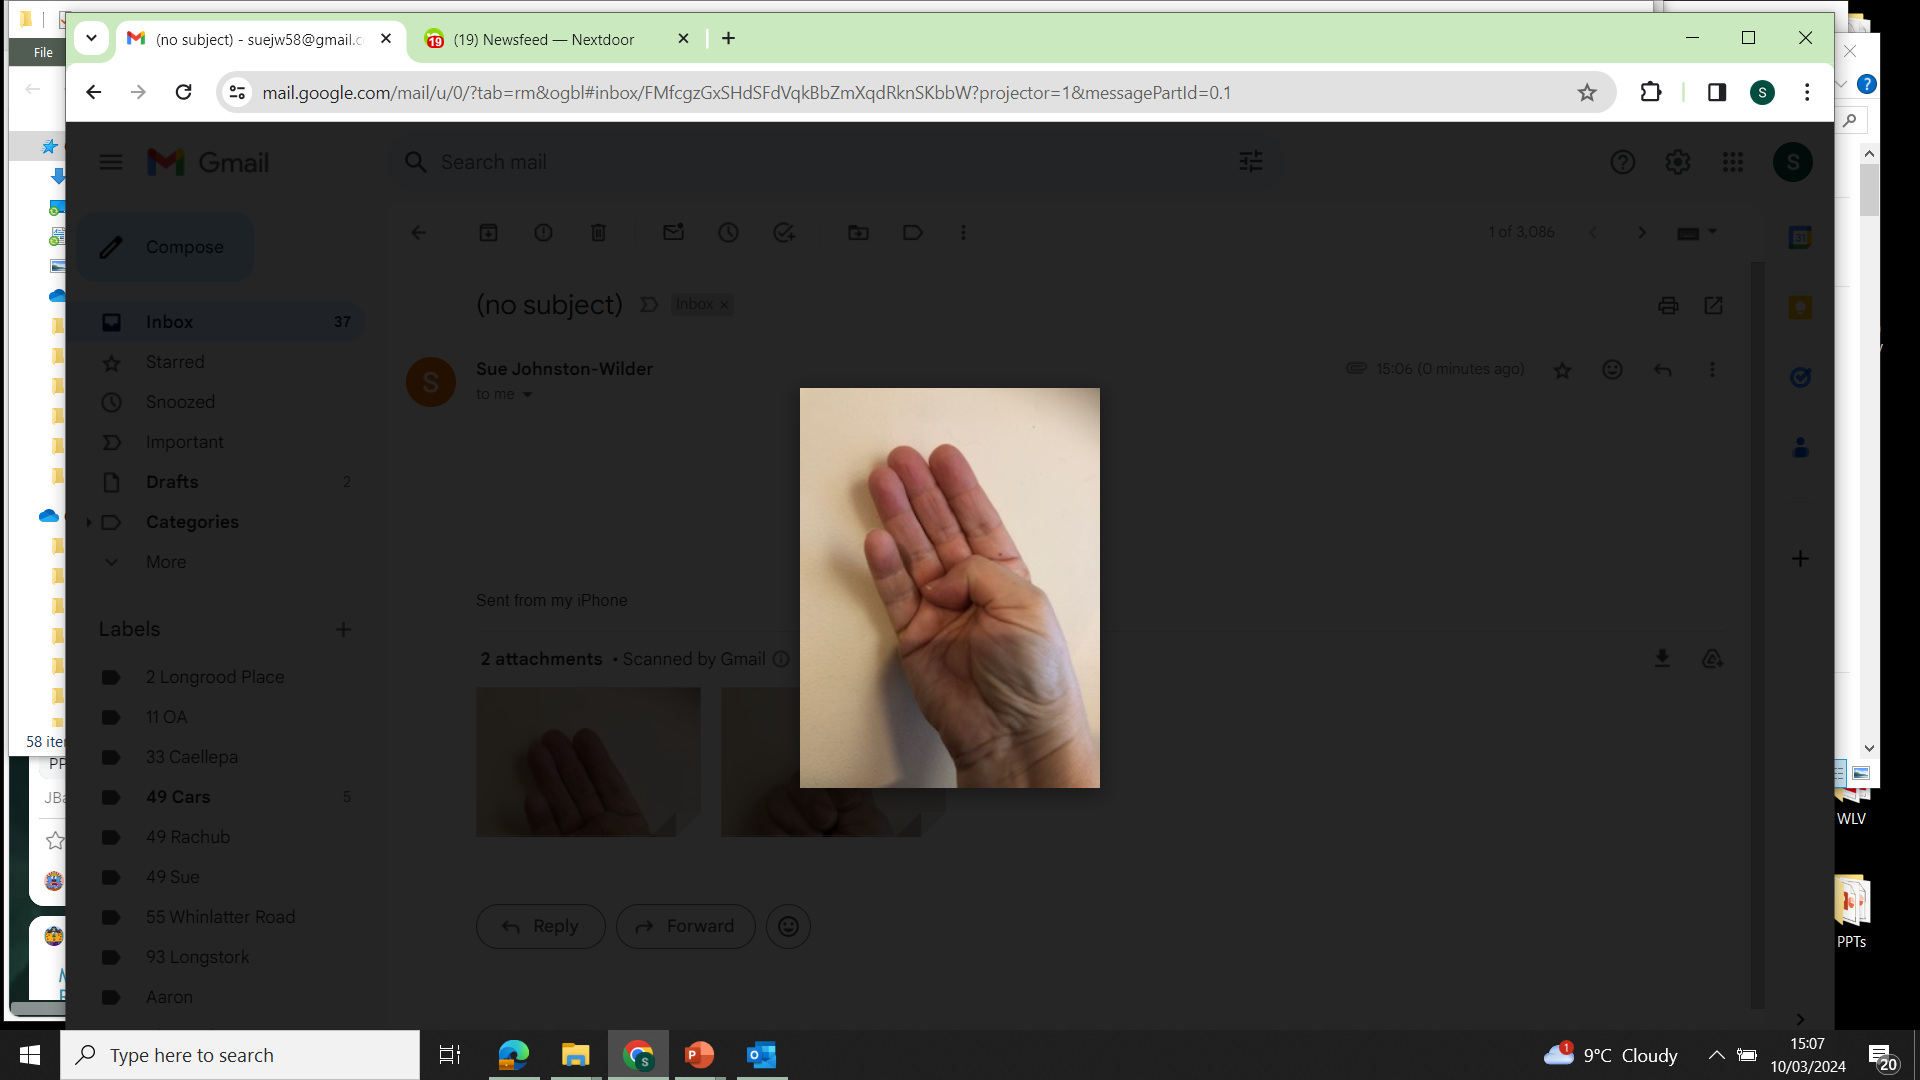 File
(no subject) - suejw58@gmail.c
(19) Newsfeed — Nextdoor
mail.google.com/mail/u/0/?tab=rm&ogbl#inbox/FMfcgzGxSHdSFdVqkBbZmXqdRknSKbbW?projector=1&messagePartId=0.1
S
Gmail
Search mail
S
Compose
1 of 3,086
Inbox 37
(no subject)
Inbox ×
Starred
Snoozed
Important
Drafts 2
Categories
More
S
Sue Johnston-Wilder
15:06 (0 minutes ago)
to me
Sent from my iPhone
Labels
2 attachments • Scanned by Gmail
2 Longrood Place
11 OA
33 Caellepa
49 Cars 5
49 Rachub
49 Sue
55 Whinlatter Road
93 Longstork
Aaron
Reply
Forward
58 ite
PP
JBa
WLV
PPTs
Type here to search
1
9°C Cloudy
15:07
10/03/2024
20